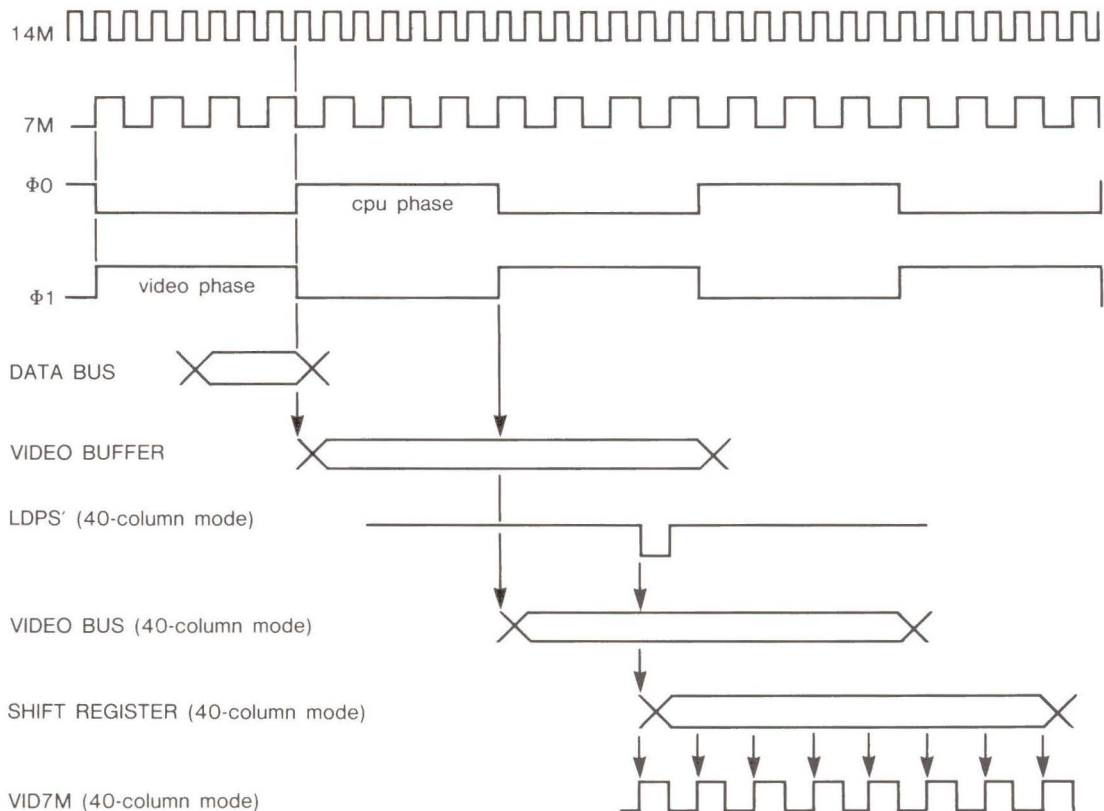 14M
7M
Φ0
cpu phase
video phase
Φ1
DATA BUS
VIDEO BUFFER
LDPS' (40-column mode)
VIDEO BUS (40-column mode)
SHIFT REGISTER (40-column mode)
VID7M (40-column mode)